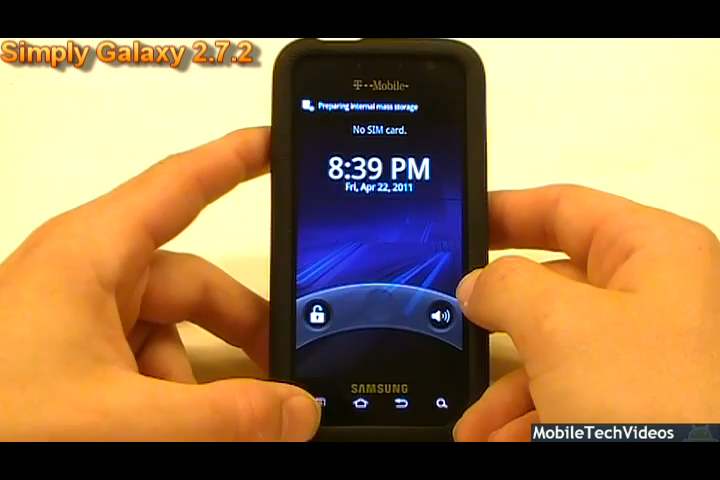 Simply Galaxy 2.7.2
T··Mobile·
Preparing internal mass storage
No SIM card.
8:39 PM
Fri, Apr 22, 2011
SAMSUNG
MobileTechVideos